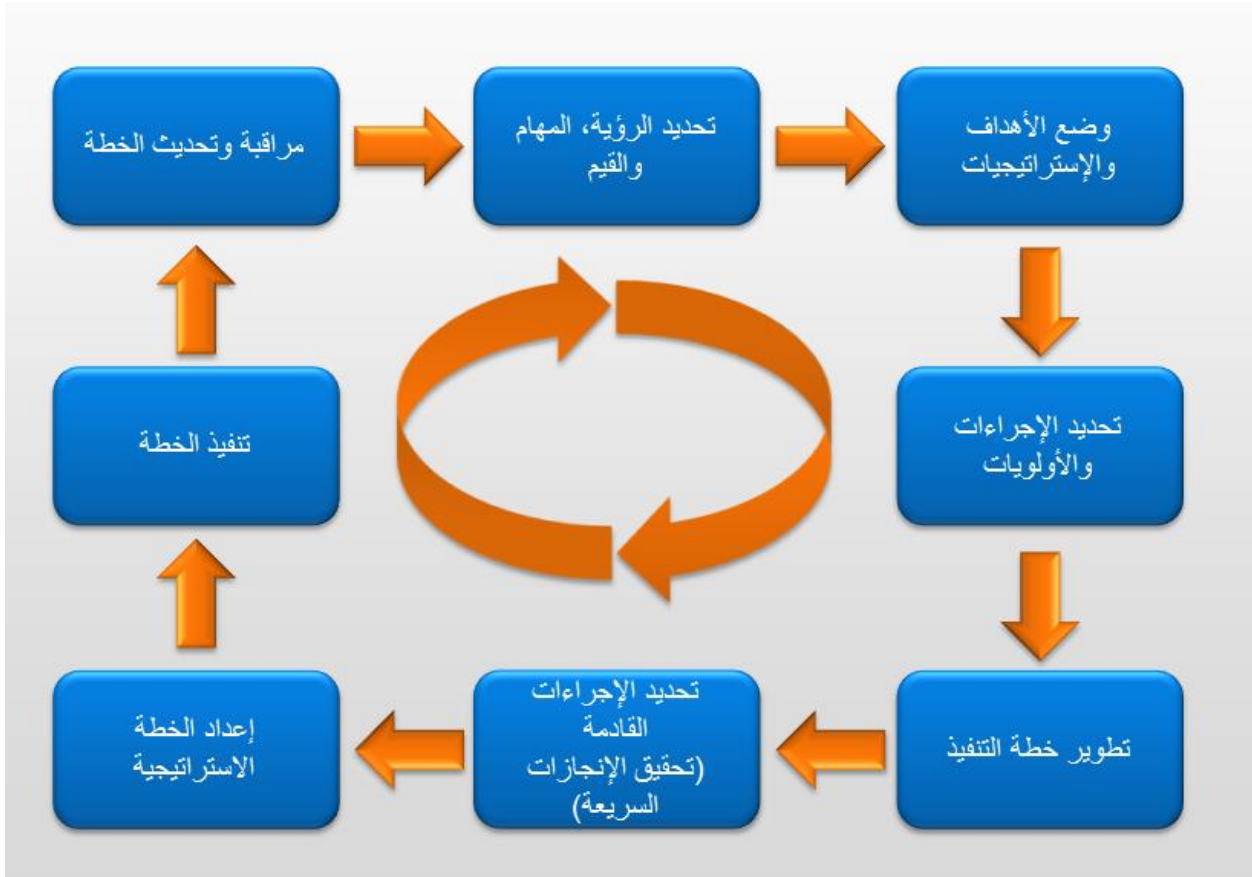 مراقبة وتحديث الخطة
تحديد الرؤية، المهام
والقيم
وضع الأهداف
والإستراتيجيات
تحديد الإجراءات
والأولويات
تطوير خطة التنفيذ
تحديد الإجراءات
القادمة
(تحقيق الإنجازات
السريعة)
إعداد الخطة
الاستراتيجية
تنفيذ الخطة